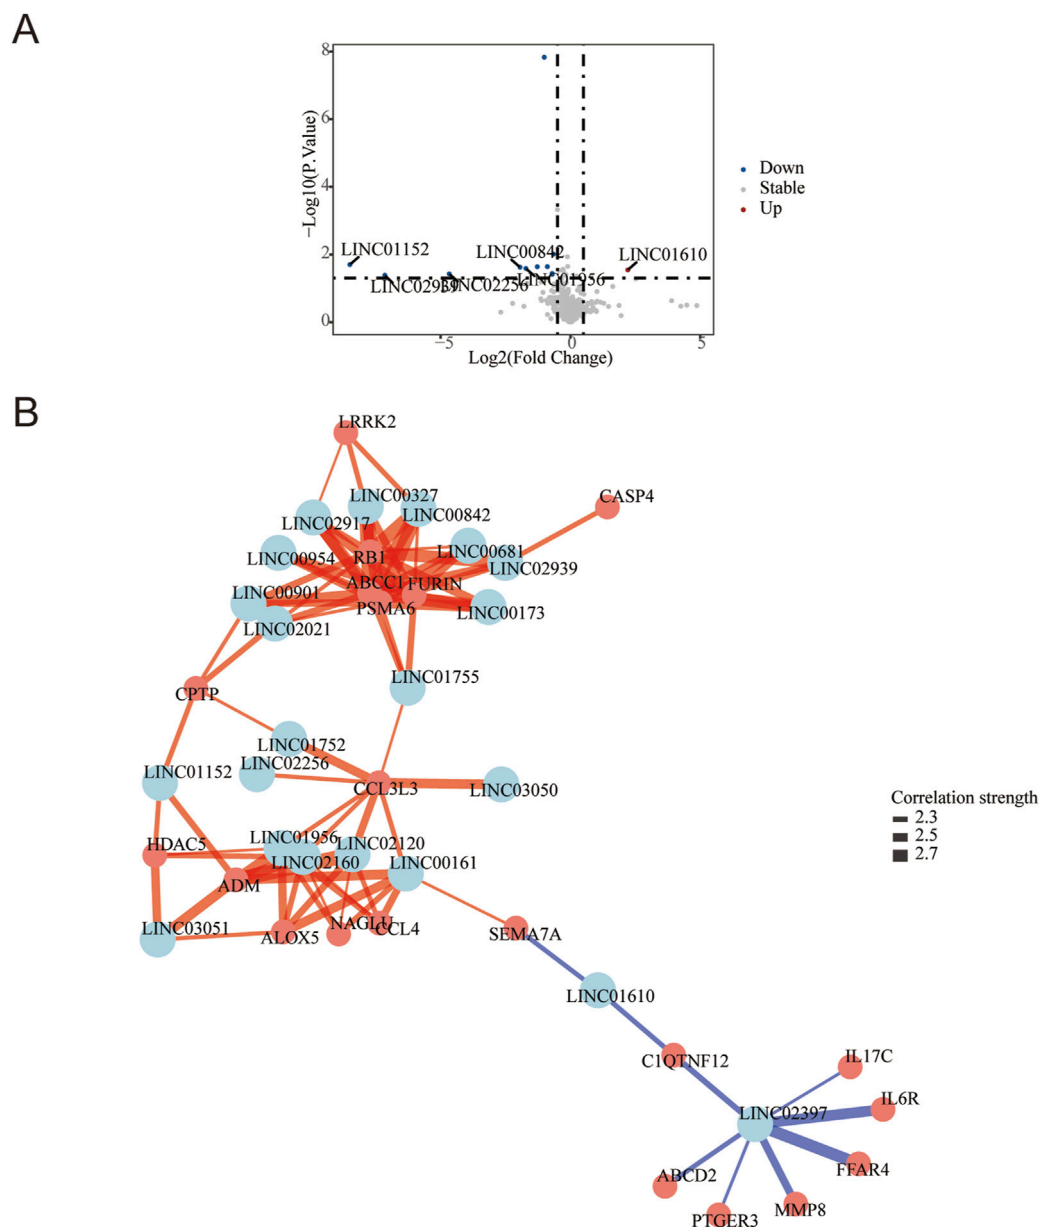 A
8
6
4
2
0
−Log10(P.Value)
LINC01152
LINC00842
LINC01610
LINC02939
LINC02256
LINC01956
−5
0
5
Log2(Fold Change)
Down
Stable
Up
B
LRRK2
LINC00327
CASP4
LINC02917
LINC00842
LINC00954
RB1
LINC00681
LINC02939
ABCC1
FURIN
LINC00901
PSMA6
LINC00173
LINC02021
LINC01755
CPTP
LINC01752
LINC02256
LINC01152
CCL3L3
LINC03050
Correlation strength
2.3
2.5
2.7
LINC01956
LINC02120
HDAC5
LINC02160
LINC00161
ADM
LINC03051
ALOX5
NAGLU
CCL4
SEMA7A
LINC01610
C1QTNF12
IL17C
LINC02397
IL6R
ABCD2
FFAR4
PTGER3
MMP8